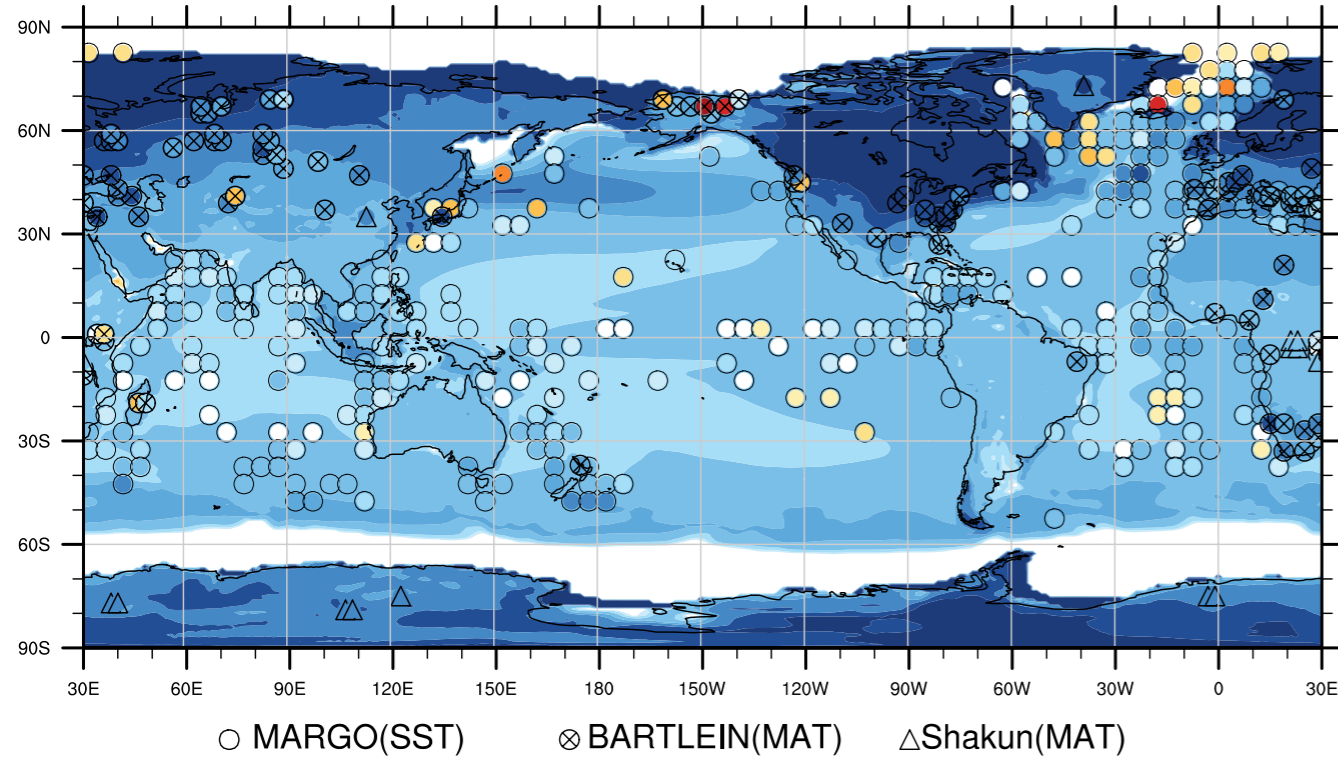 90N
60N
30N
0
30S
60S
90S
30E 60E 90E 120E 150E 180 150W 120W 90W 60W 30W 0 30E
MARGO(SST) BARTLEIN(MAT) Shakun(MAT)